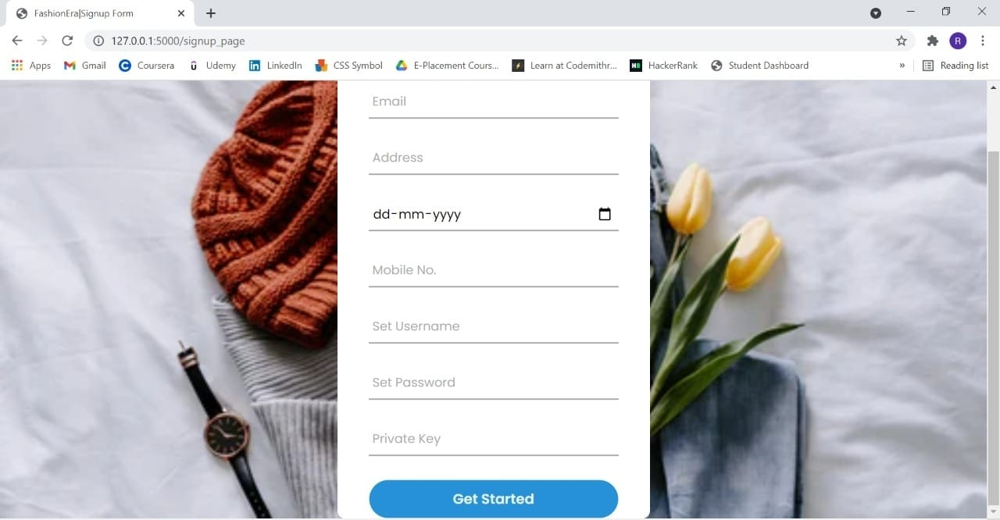 FashionEra|Signup Form
127.0.0.1:5000/signup_page
R
Apps Gmail Coursera Udemy LinkedIn CSS Symbol E-Placement Cours... Learn at Codemithr... HackerRank Student Dashboard » Reading list
Email
Address
dd-mm-yyyy
Mobile No.
Set Username
Set Password
Private Key
Get Started